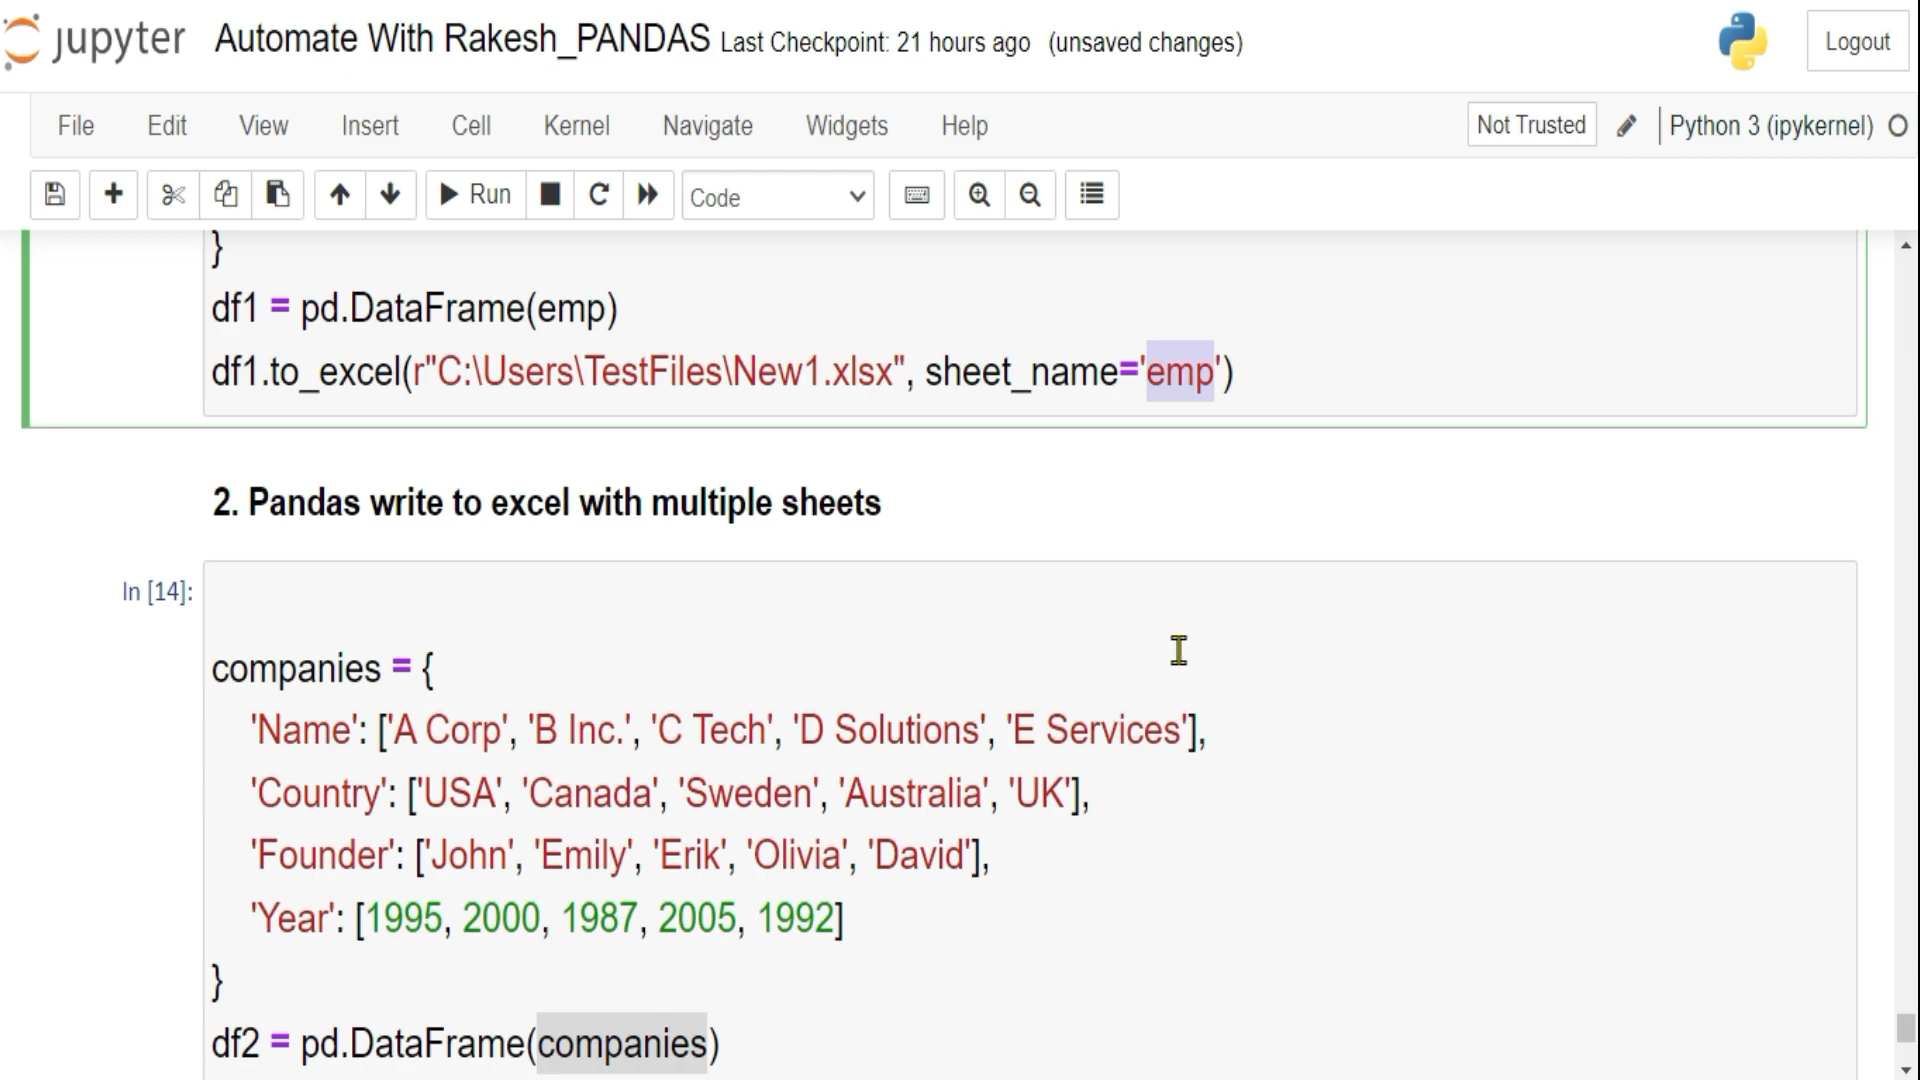 jupyter Automate With Rakesh_PANDAS Last Checkpoint: 21 hours ago (unsaved changes) Logout
File Edit View Insert Cell Kernel Navigate Widgets Help Not Trusted Python 3 (ipykernel)
Run Code
}
df1 = pd.DataFrame(emp)
df1.to_excel(r"C:\Users\TestFiles\New1.xlsx", sheet_name='emp')
2. Pandas write to excel with multiple sheets
In [14]:
companies = {
'Name': ['A Corp', 'B Inc.', 'C Tech', 'D Solutions', 'E Services'],
'Country': ['USA', 'Canada', 'Sweden', 'Australia', 'UK'],
'Founder': ['John', 'Emily', 'Erik', 'Olivia', 'David'],
'Year': [1995, 2000, 1987, 2005, 1992]
}
df2 = pd.DataFrame(companies)